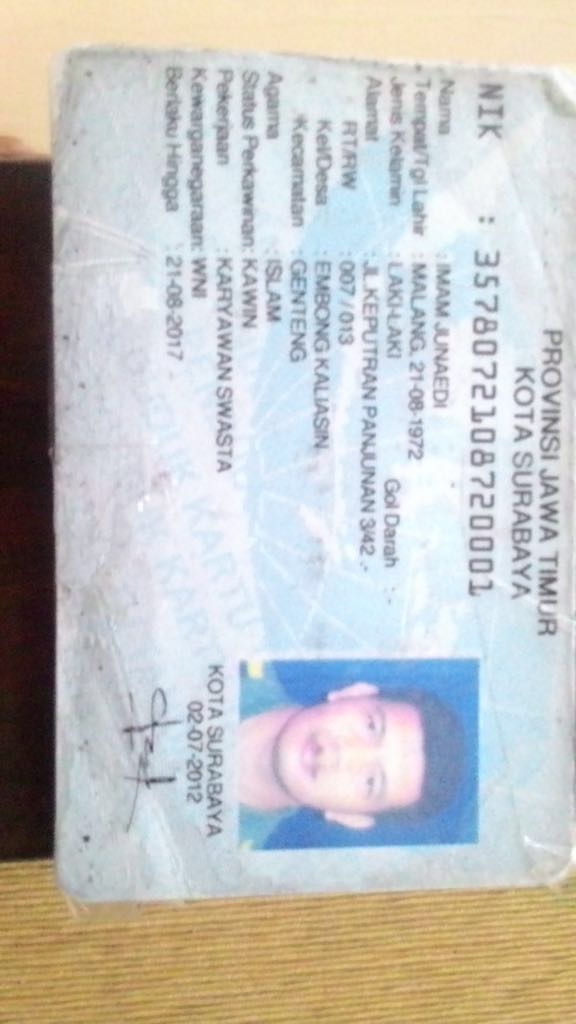 PROVINSI JAWA TIMUR
KOTA SURABAYA
NIK : 3578072108720001
Nama : IMAM JUNAEDI
Tempat/Tgl Lahir : MALANG, 21-08-1972
Jenis Kelamin : LAKI-LAKI Gol Darah :-
Alamat : JL.KEPUTRAN PANJUNAN 3/42 .-
RT/RW : 007 / 013
Kel/Desa : EMBONG KALIASIN
Kecamatan : GENTENG
Agama : ISLAM
Status Perkawinan: KAWIN
Pekerjaan : KARYAWAN SWASTA
Kewarganegaraan: WNI
Berlaku Hingga : 21-08-2017
KOTA SURABAYA
02-07-2012